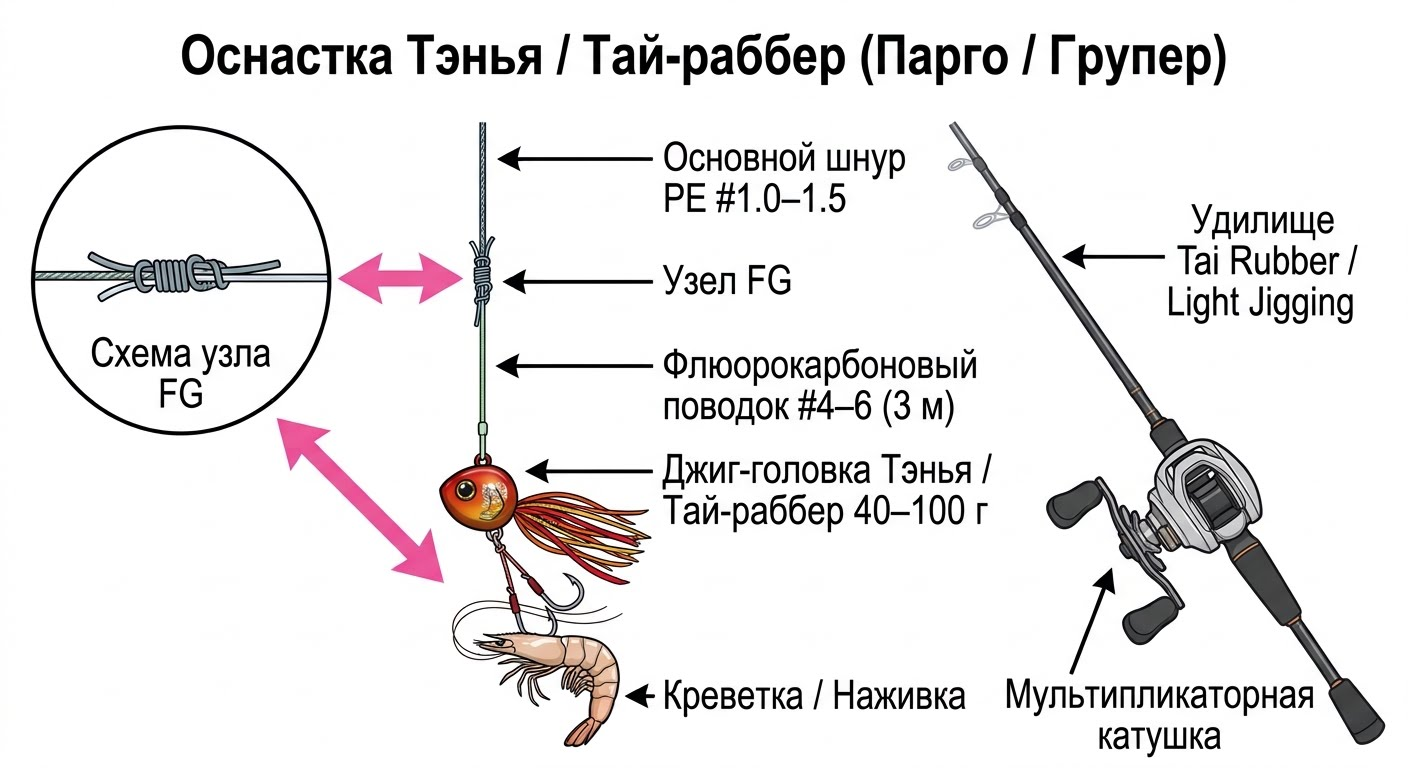 Оснастка Тэнья / Тай-раббер (Парго / Групер)
Схема узла
FG
Основной шнур
PE #1.0–1.5
Узел FG
Флюорокарбоновый
поводок #4–6 (3 м)
Джиг-головка Тэнья /
Тай-раббер 40–100 г
Креветка / Наживка
Удилище
Tai Rubber /
Light Jigging
Мультипликаторная
катушка